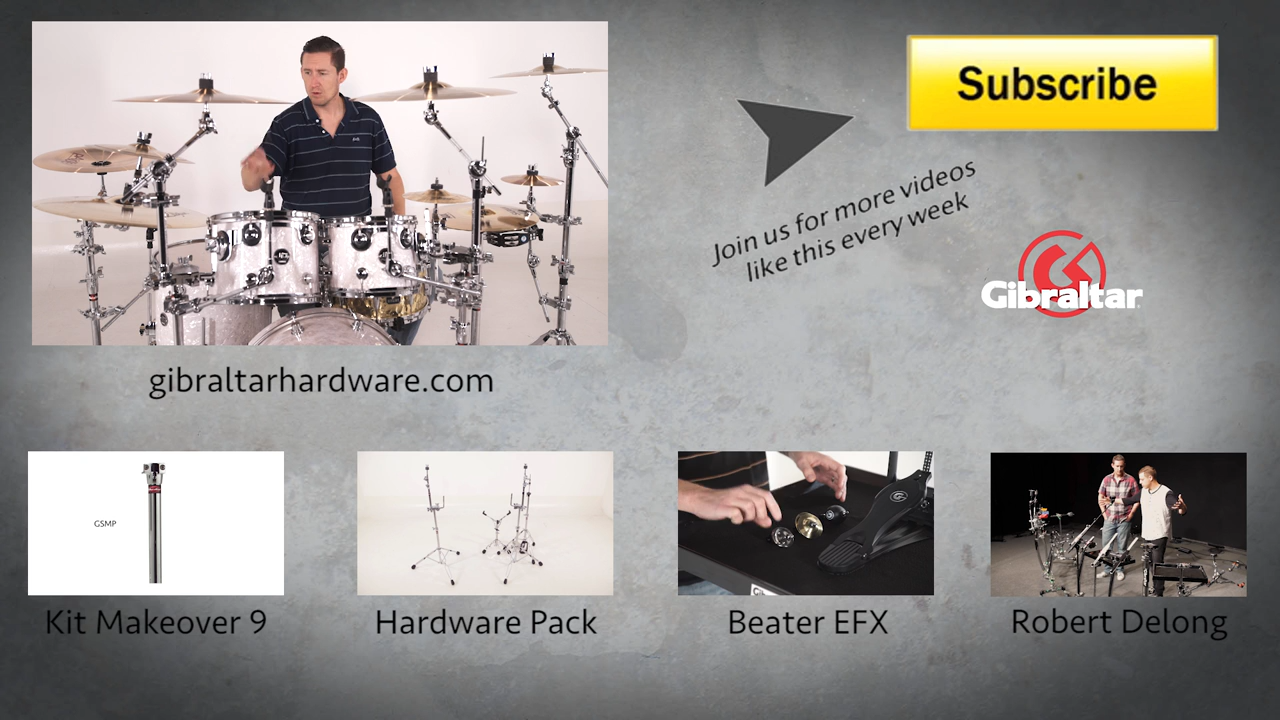 Subscribe
Join us for more videos
like this every week
Gibraltar
gibraltarhardware.com
GSMP
Kit Makeover 9
Hardware Pack
Beater EFX
Robert Delong